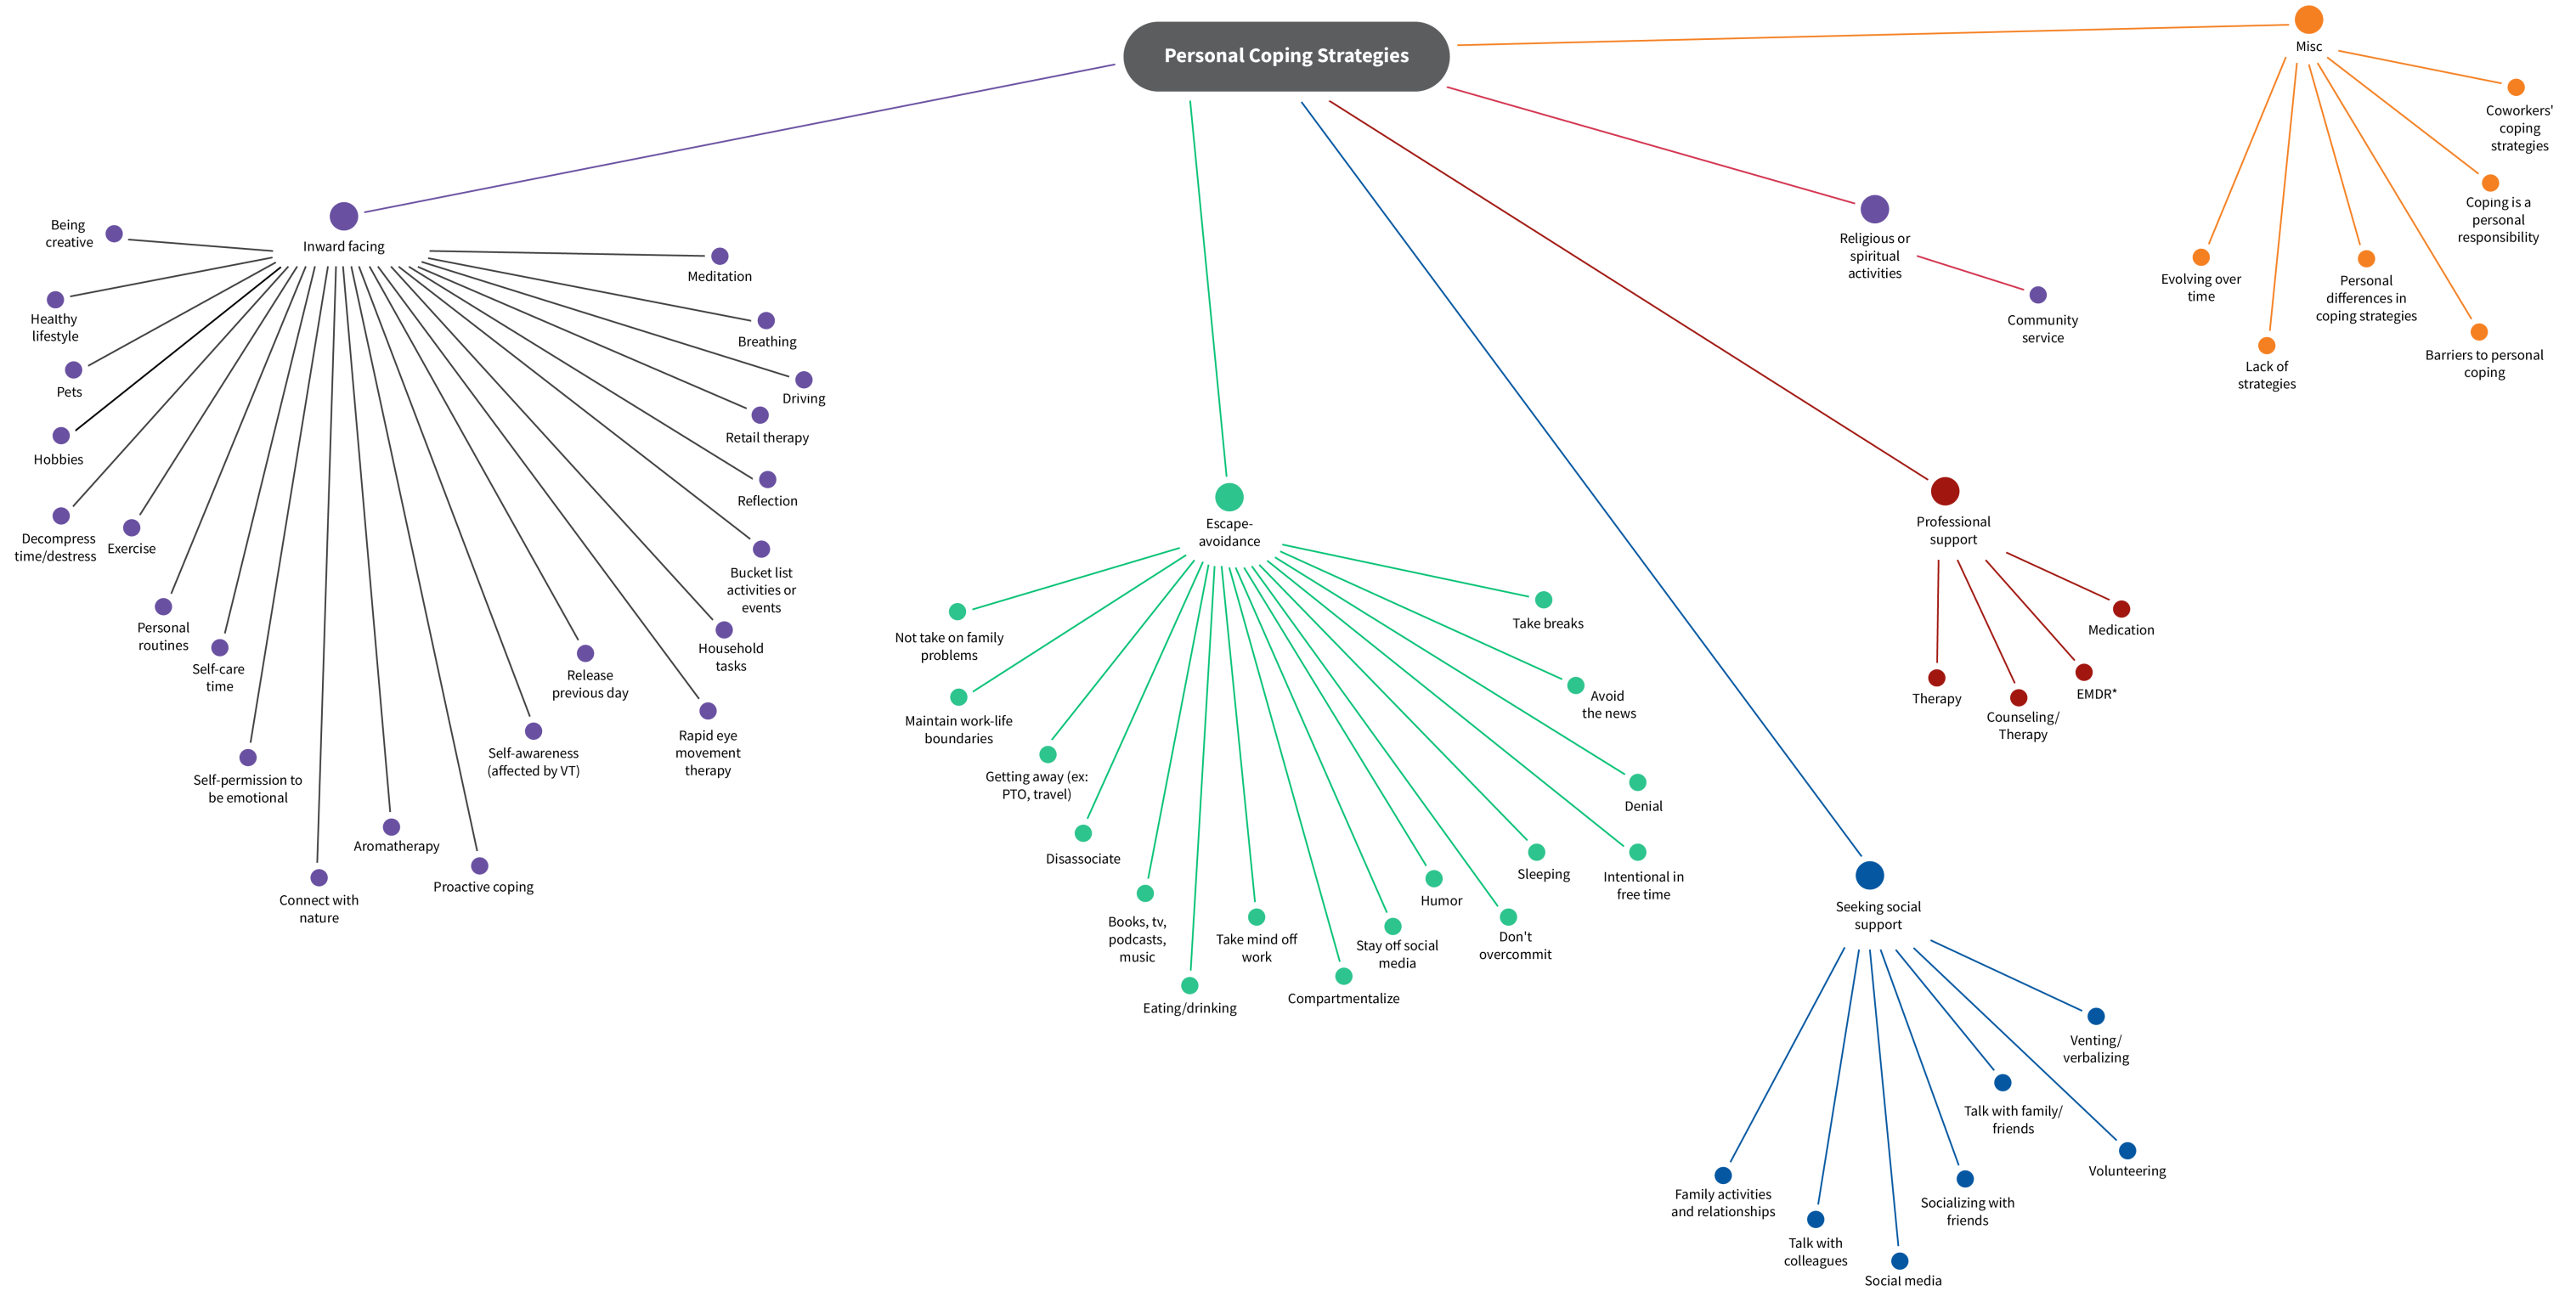 Personal Coping Strategies
Misc
Coworkers'
coping
strategies
Coping is a
personal
responsibility
Evolving over
time
Personal
differences in
coping strategies
Lack of
strategies
Barriers to personal
coping
Religious or
spiritual
activities
Community
service
Inward facing
Being
creative
Healthy
lifestyle
Pets
Hobbies
Decompress
time/destress
Exercise
Personal
routines
Self-care
time
Self-permission to
be emotional
Connect with
nature
Aromatherapy
Proactive coping
Self-awareness
(affected by VT)
Release
previous day
Rapid eye
movement
therapy
Household
tasks
Bucket list
activities or
events
Reflection
Retail therapy
Driving
Breathing
Meditation
Escape-
avoidance
Not take on family
problems
Maintain work-life
boundaries
Getting away (ex:
PTO, travel)
Disassociate
Books, tv,
podcasts,
music
Eating/drinking
Take mind off
work
Compartmentalize
Stay off social
media
Humor
Don't
overcommit
Sleeping
Intentional in
free time
Denial
Avoid
the news
Take breaks
Professional
support
Therapy
Counseling/
Therapy
EMDR*
Medication
Seeking social
support
Family activities
and relationships
Talk with
colleagues
Social media
Socializing with
friends
Talk with family/
friends
Volunteering
Venting/
verbalizing